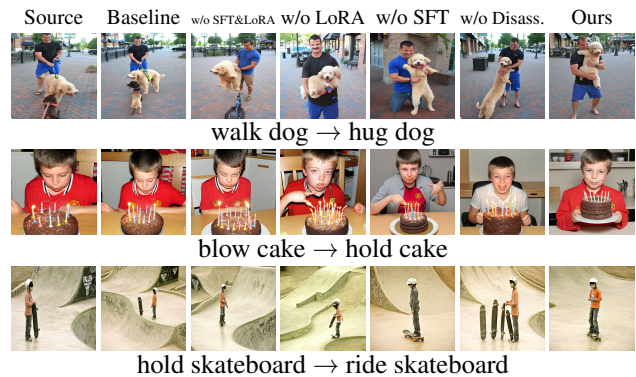 Source Baseline w/o SFT&LoRA w/o LoRA w/o SFT w/o Disass. Ours
walk dog → hug dog
blow cake → hold cake
hold skateboard → ride skateboard